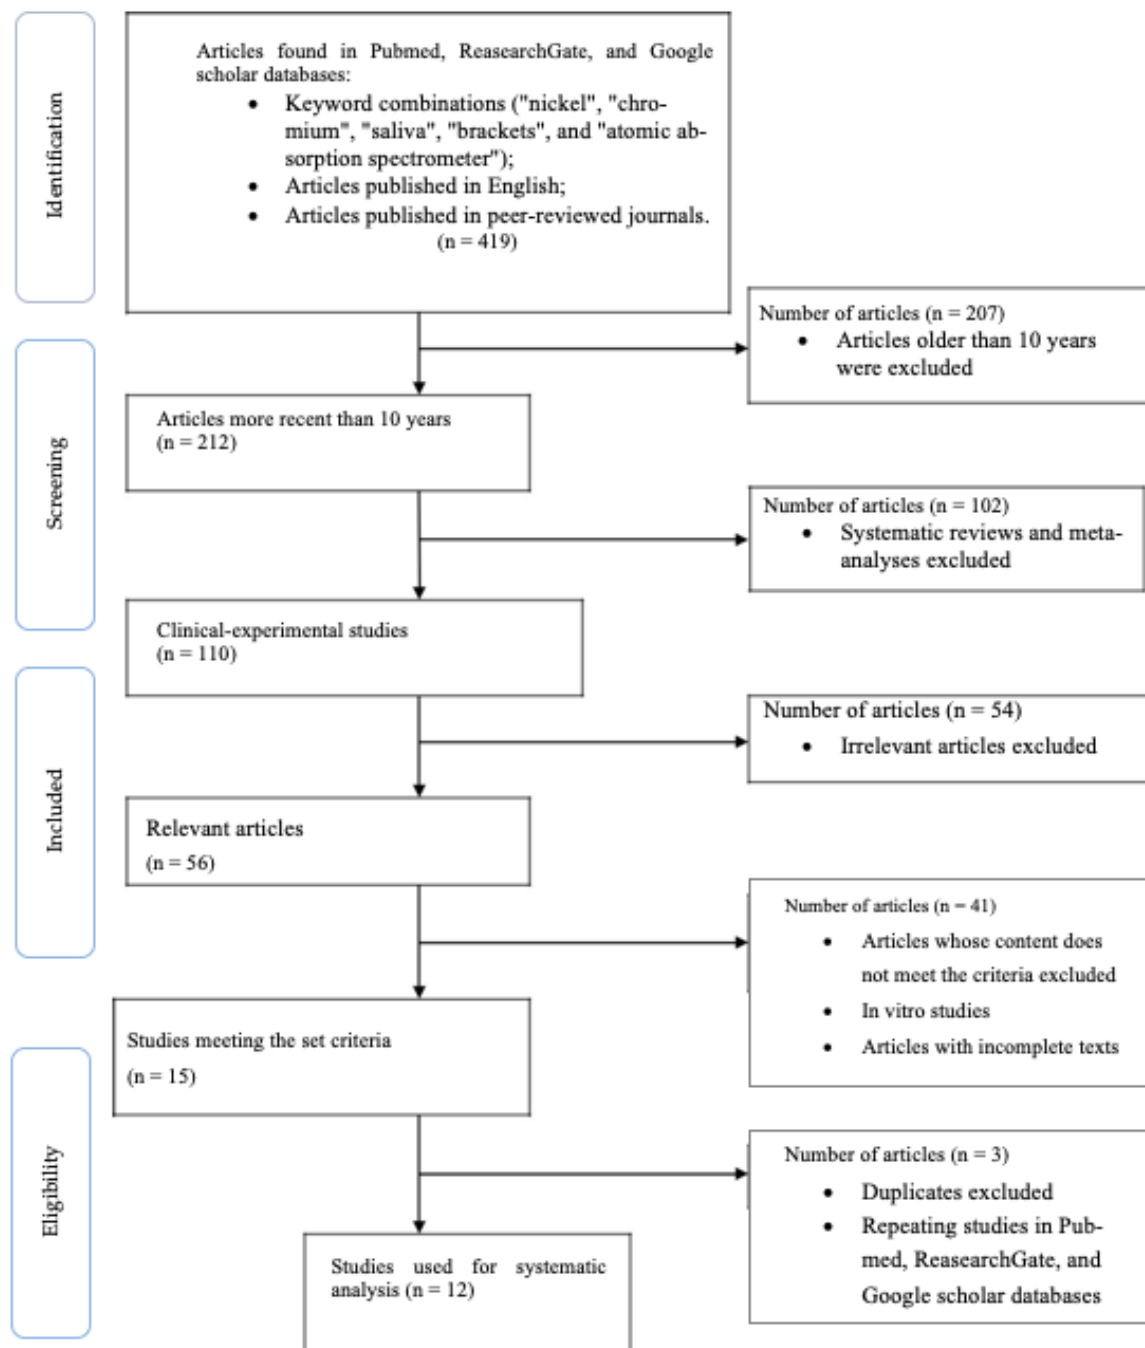 Identification
Articles found in Pubmed, ReasearchGate, and Google
scholar databases:
• Keyword combinations ("nickel", "chro-
mium", "saliva", "brackets", and "atomic ab-
sorption spectrometer");
• Articles published in English;
• Articles published in peer-reviewed journals.
(n = 419)
Number of articles (n = 207)
• Articles older than 10 years
were excluded
Screening
Articles more recent than 10 years
(n = 212)
Number of articles (n = 102)
• Systematic reviews and meta-
analyses excluded
Clinical-experimental studies
(n = 110)
Included
Number of articles (n = 54)
• Irrelevant articles excluded
Relevant articles
(n = 56)
Number of articles (n = 41)
• Articles whose content does
not meet the criteria excluded
• In vitro studies
• Articles with incomplete texts
Studies meeting the set criteria
(n = 15)
Eligibility
Number of articles (n = 3)
• Duplicates excluded
• Repeating studies in Pub-
med, ReasearchGate, and
Google scholar databases
Studies used for systematic
analysis (n = 12)